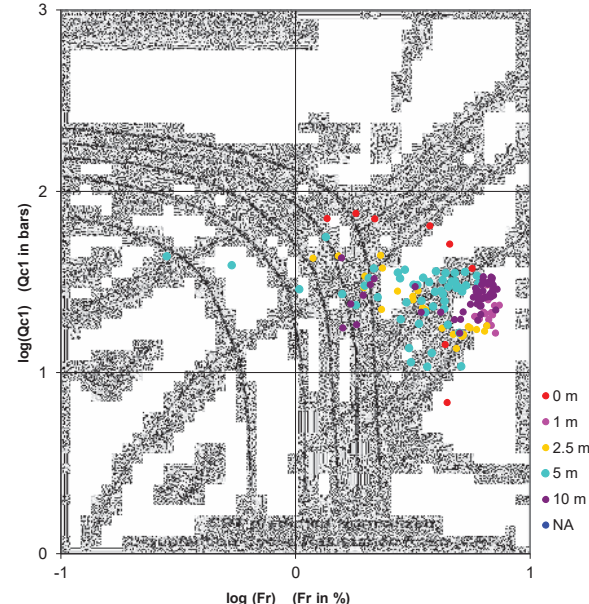 3
2
1
0
log(Qc1) (Qc1 in bars)
-1 0 1
log (Fr) (Fr in %)
0 m
1 m
2.5 m
5 m
10 m
NA